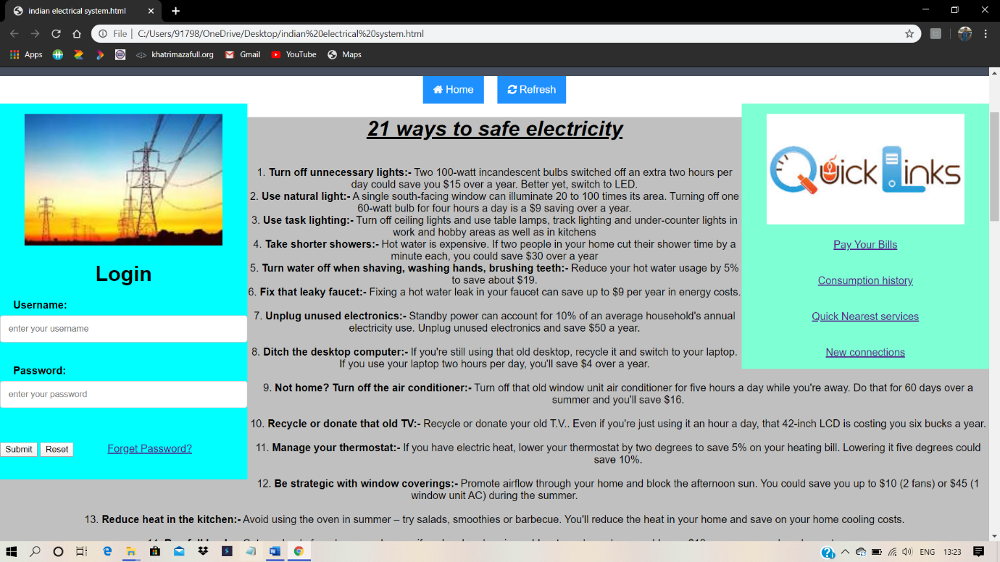 indian electrical system.html
File | C:/Users/91798/OneDrive/Desktop/indian%20electrical%20system.html
Apps
khatrimazafull.org
Gmail
YouTube
Maps
Home
Refresh
Login
Username:
enter your username
Password:
enter your password
Submit
Reset
Forget Password?
21 ways to safe electricity
1. Turn off unnecessary lights:- Two 100-watt incandescent bulbs switched off an extra two hours per
day could save you $15 over a year. Better yet, switch to LED.
2. Use natural light:- A single south-facing window can illuminate 20 to 100 times its area. Turning off one
60-watt bulb for four hours a day is a $9 saving over a year.
3. Use task lighting:- Turn off ceiling lights and use table lamps, track lighting and under-counter lights in
work and hobby areas as well as in kitchens
4. Take shorter showers:- Hot water is expensive. If two people in your home cut their shower time by a
minute each, you could save $30 over a year
5. Turn water off when shaving, washing hands, brushing teeth:- Reduce your hot water usage by 5%
to save about $19.
6. Fix that leaky faucet:- Fixing a hot water leak in your faucet can save up to $9 per year in energy costs.
7. Unplug unused electronics:- Standby power can account for 10% of an average household's annual
electricity use. Unplug unused electronics and save $50 a year.
8. Ditch the desktop computer:- If you're still using that old desktop, recycle it and switch to your laptop.
If you use your laptop two hours per day, you'll save $4 over a year.
9. Not home? Turn off the air conditioner:- Turn off that old window unit air conditioner for five hours a day while you're away. Do that for 60 days over a
summer and you'll save $16.
10. Recycle or donate that old TV:- Recycle or donate your old T.V.. Even if you're just using it an hour a day, that 42-inch LCD is costing you six bucks a year.
11. Manage your thermostat:- If you have electric heat, lower your thermostat by two degrees to save 5% on your heating bill. Lowering it five degrees could
save 10%.
12. Be strategic with window coverings:- Promote airflow through your home and block the afternoon sun. You could save you up to $10 (2 fans) or $45 (1
window unit AC) during the summer.
13. Reduce heat in the kitchen:- Avoid using the oven in summer – try salads, smoothies or barbecue. You'll reduce the heat in your home and save on your home cooling costs.
Quick Links
Pay Your Bills
Consumption history
Quick Nearest services
New connections
ENG
13:23